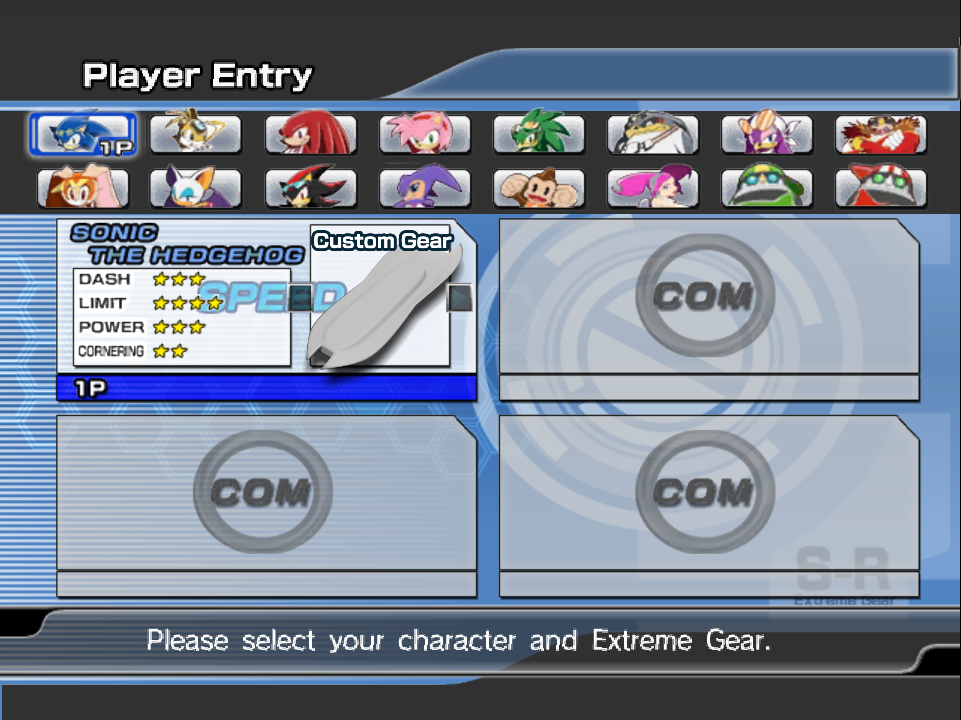 Player Entry
1P
SONIC
THE HEDGEHOG
Custom Gear
DASH
LIMIT
SPEED
POWER
CORNERING
1P
COM
COM
COM
S-R
Extreme Gear
Please select your character and Extreme Gear.